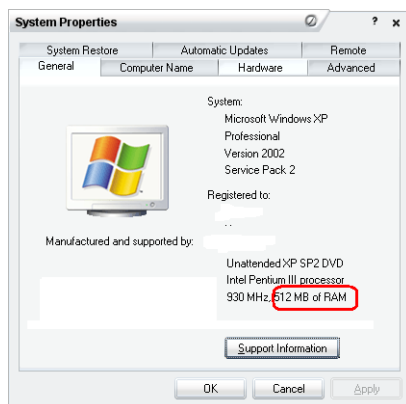 System Properties
System Restore
Automatic Updates
Remote
General
Computer Name
Hardware
Advanced
System:
Microsoft Windows XP
Professional
Version 2002
Service Pack 2
Registered to:
Manufactured and supported by:
Unattended XP SP2 DVD
Intel Pentium III processor
930 MHz, 512 MB of RAM
Support Information
OK
Cancel
Apply